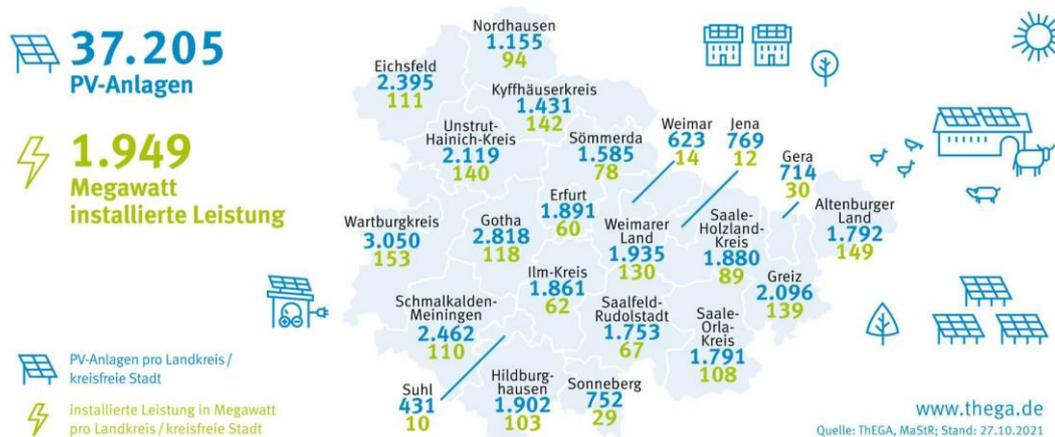 37.205
PV-Anlagen
1.949
Megawatt
installierte Leistung
Nordhausen
1.155
94
Eichsfeld
2.395
111
Kyffhäuserkreis
1.431
142
Unstrut-
Hainich-Kreis
2.119
140
Sömmerda
1.585
78
Weimar
623
14
Jena
769
12
Gera
714
30
Altenburger
Land
1.792
149
Wartburgkreis
3.050
153
Gotha
2.818
118
Erfurt
1.891
60
Weimarer
Land
1.935
130
Saale-
Holzland-
Kreis
1.880
89
Greiz
2.096
139
Ilm-Kreis
1.861
62
Schmalkalden-
Meiningen
2.462
110
Saalfeld-
Rudolstadt
1.753
67
Saale-
Orla-
Kreis
1.791
108
Suhl
431
10
Hildburg-
hausen
1.902
103
Sonneberg
752
29
PV-Anlagen pro Landkreis /
kreisfreie Stadt
installierte Leistung in Megawatt
pro Landkreis / kreisfreie Stadt
www.thega.de
Quelle: ThEGA, MaStR; Stand: 27.10.2021